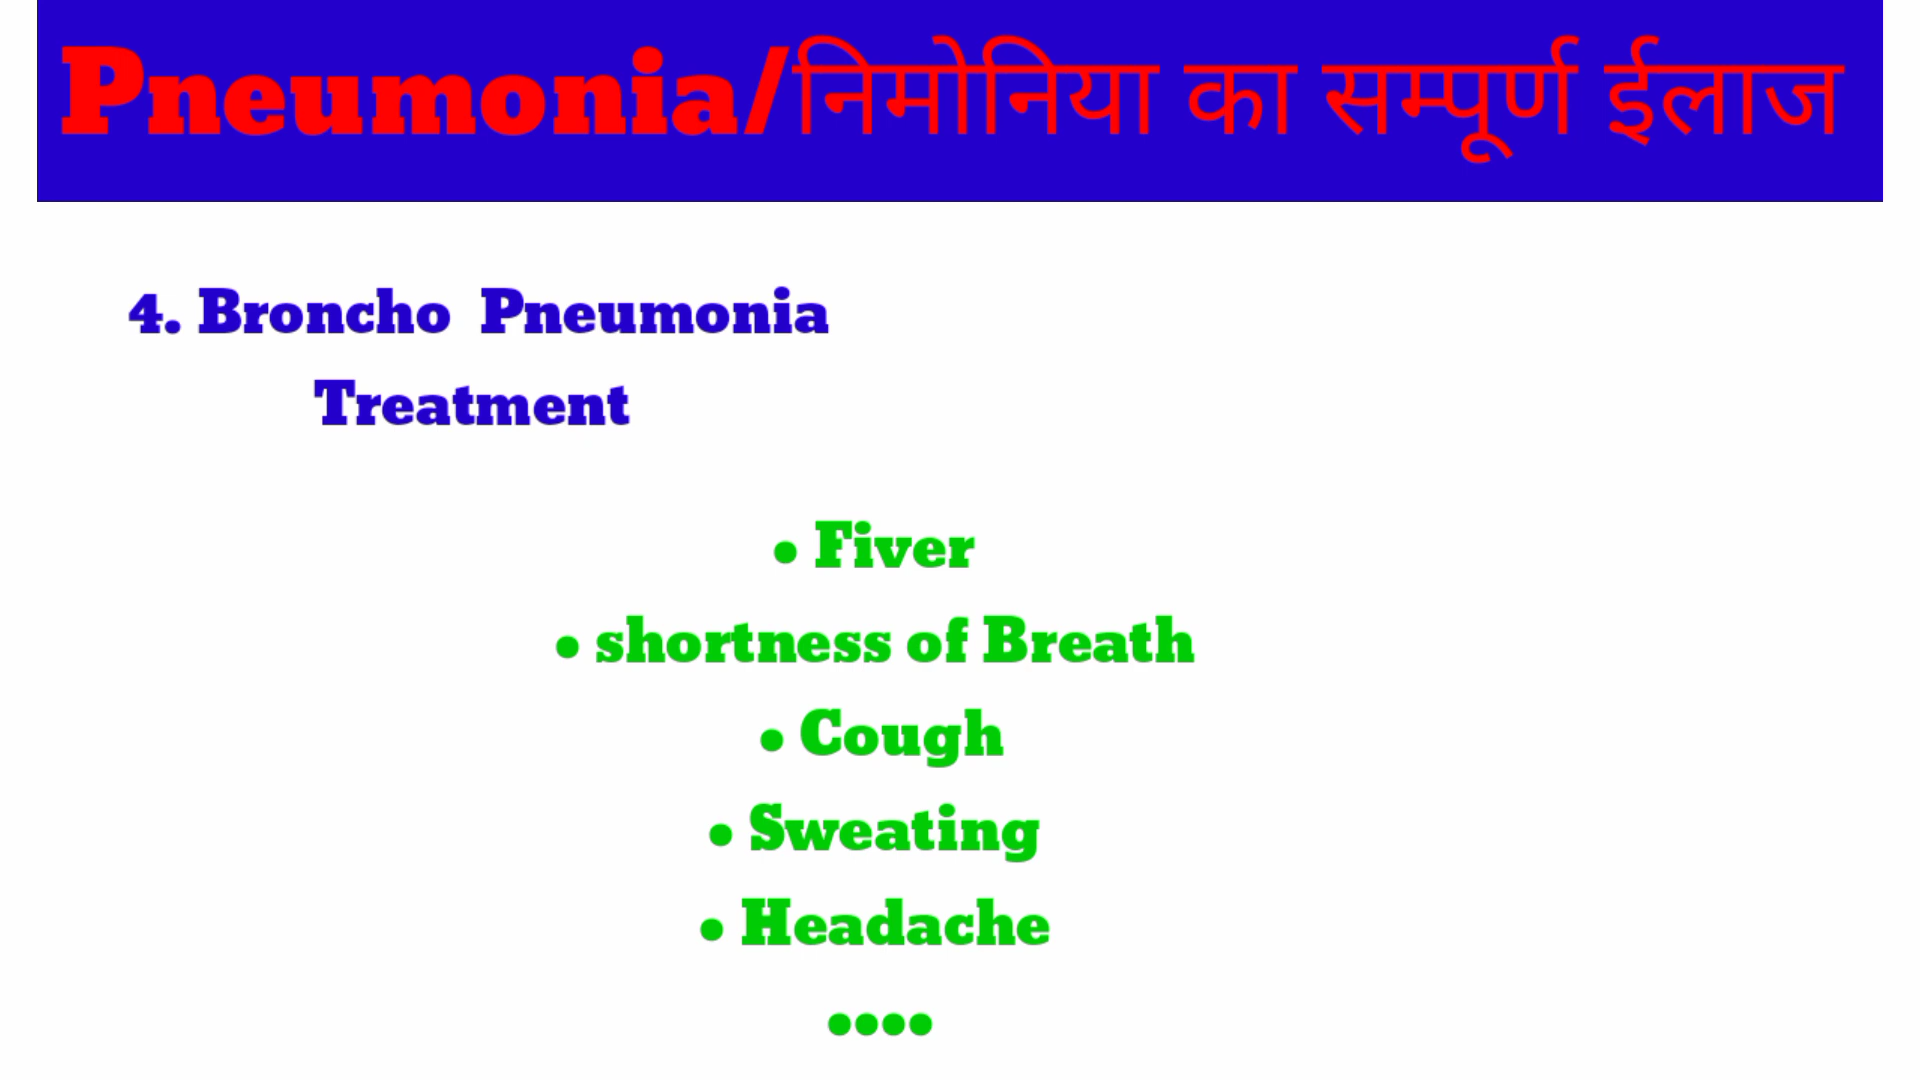 Pneumonia/निमोनिया का सम्पूर्ण ईलाज
4. Broncho Pneumonia
Treatment
• Fiver
• shortness of Breath
• Cough
• Sweating
• Headache
••••